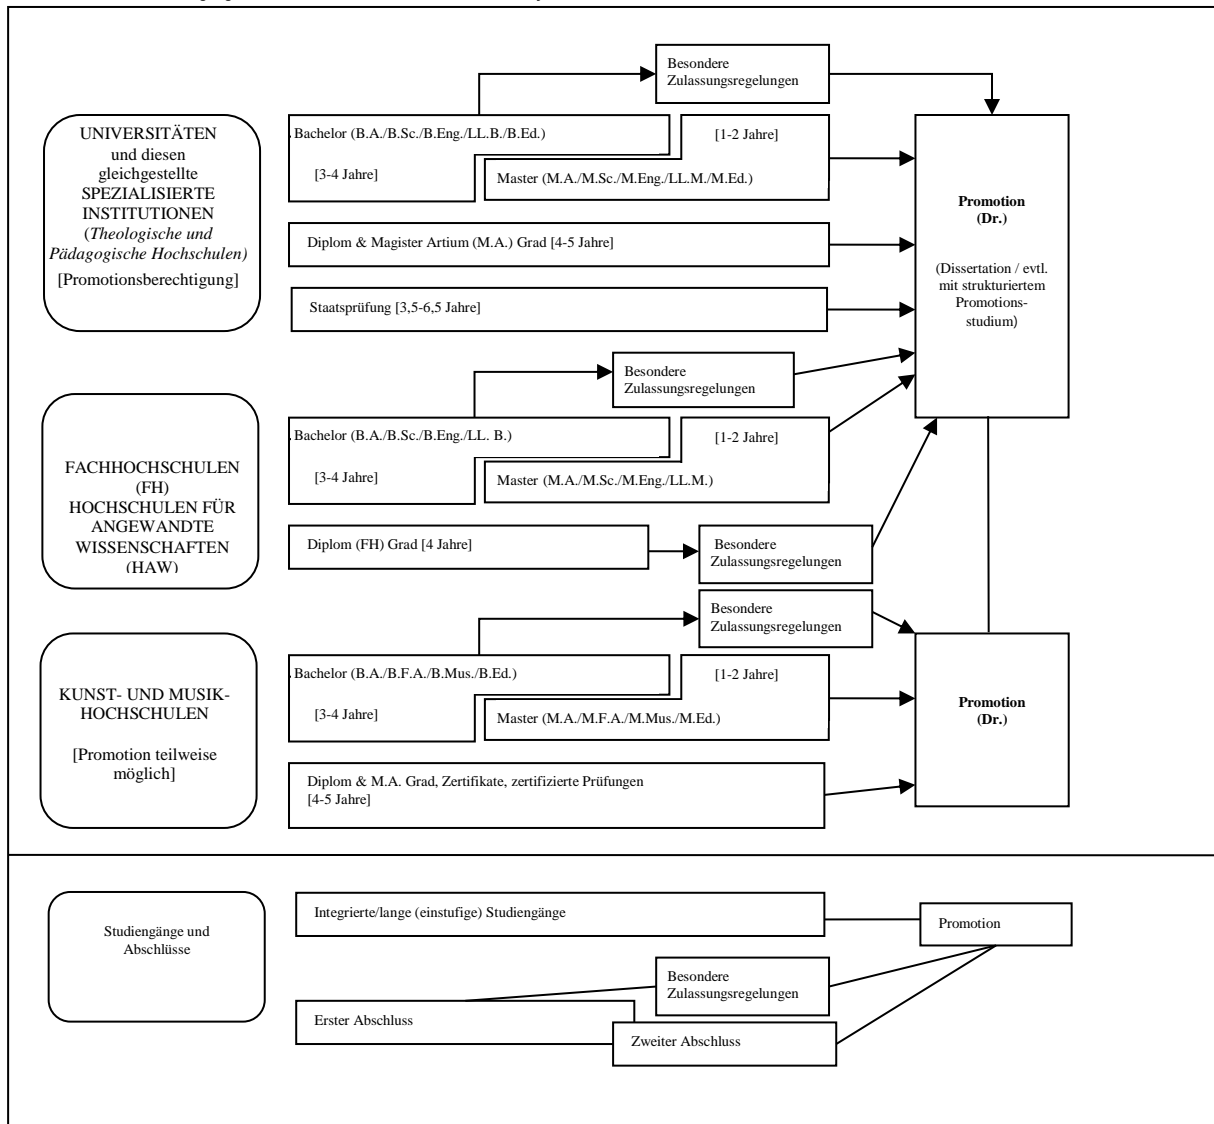 Besondere
Zulassungsregelungen
UNIVERSITÄTEN
und diesen
gleichgestellte
SPEZIALISIERTE
INSTITUTIONEN
(Theologische und
Pädagogische Hochschulen)
[Promotionsberechtigung]
Bachelor (B.A./B.Sc./B.Eng./LL.B./B.Ed.)
[1-2 Jahre]
[3-4 Jahre]
Master (M.A./M.Sc./M.Eng./LL.M./M.Ed.)
Diplom & Magister Artium (M.A.) Grad [4-5 Jahre]
Staatsprüfung [3,5-6,5 Jahre]
Promotion
(Dr.)
(Dissertation / evtl.
mit strukturiertem
Promotions-
studium)
Besondere
Zulassungsregelungen
FACHHOCHSCHULEN
(FH)
HOCHSCHULEN FÜR
ANGEWANDTE
WISSENSCHAFTEN
(HAW)
Bachelor (B.A./B.Sc./B.Eng./LL. B.)
[1-2 Jahre]
[3-4 Jahre]
Master (M.A./M.Sc./M.Eng./LL.M.)
Diplom (FH) Grad [4 Jahre]
Besondere
Zulassungsregelungen
Besondere
Zulassungsregelungen
KUNST- UND MUSIK-
HOCHSCHULEN
[Promotion teilweise
möglich]
Bachelor (B.A./B.F.A./B.Mus./B.Ed.)
[1-2 Jahre]
[3-4 Jahre]
Master (M.A./M.F.A./M.Mus./M.Ed.)
Diplom & M.A. Grad, Zertifikate, zertifizierte Prüfungen
[4-5 Jahre]
Promotion
(Dr.)
Studiengänge und
Abschlüsse
Integrierte/lange (einstufige) Studiengänge
Promotion
Besondere
Zulassungsregelungen
Erster Abschluss
Zweiter Abschluss